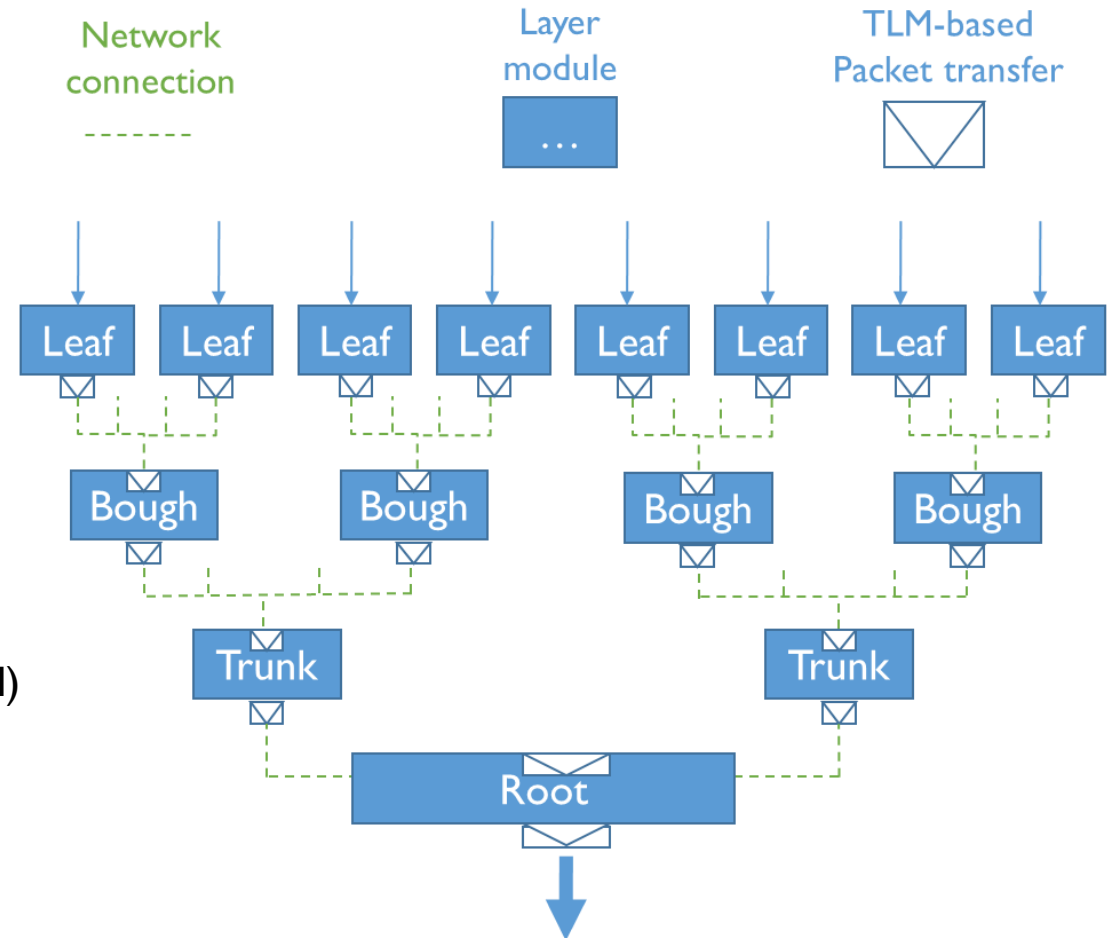 Network
connection
Layer
module
...
TLM-based
Packet transfer
Leaf Leaf Leaf Leaf Leaf Leaf Leaf Leaf
Bough Bough Bough Bough
Trunk Trunk
Root